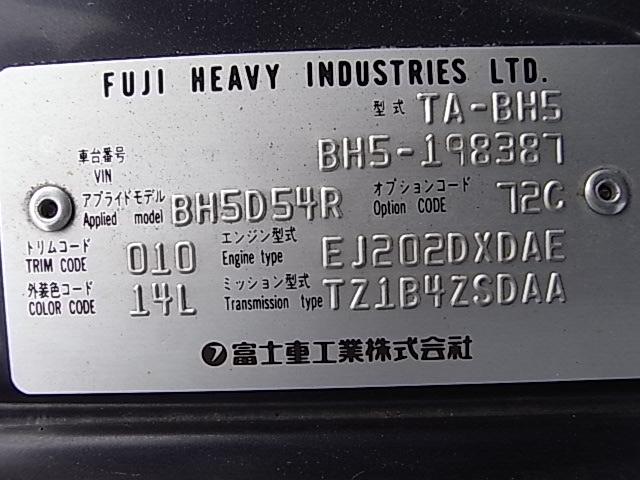 FUJI HEAVY INDUSTRIES LTD.
型式 TA-BH5
車台番号 VIN BH5-198387
アプライドモデル Applied model BH5D54R オプションコード Option CODE 72C
トリムコード TRIM CODE 010 エンジン型式 Engine type EJ202DXDAE
外装色コード COLOR CODE 14L ミッション型式 Transmission type TZ1B4ZSDAA
富士重工業株式会社